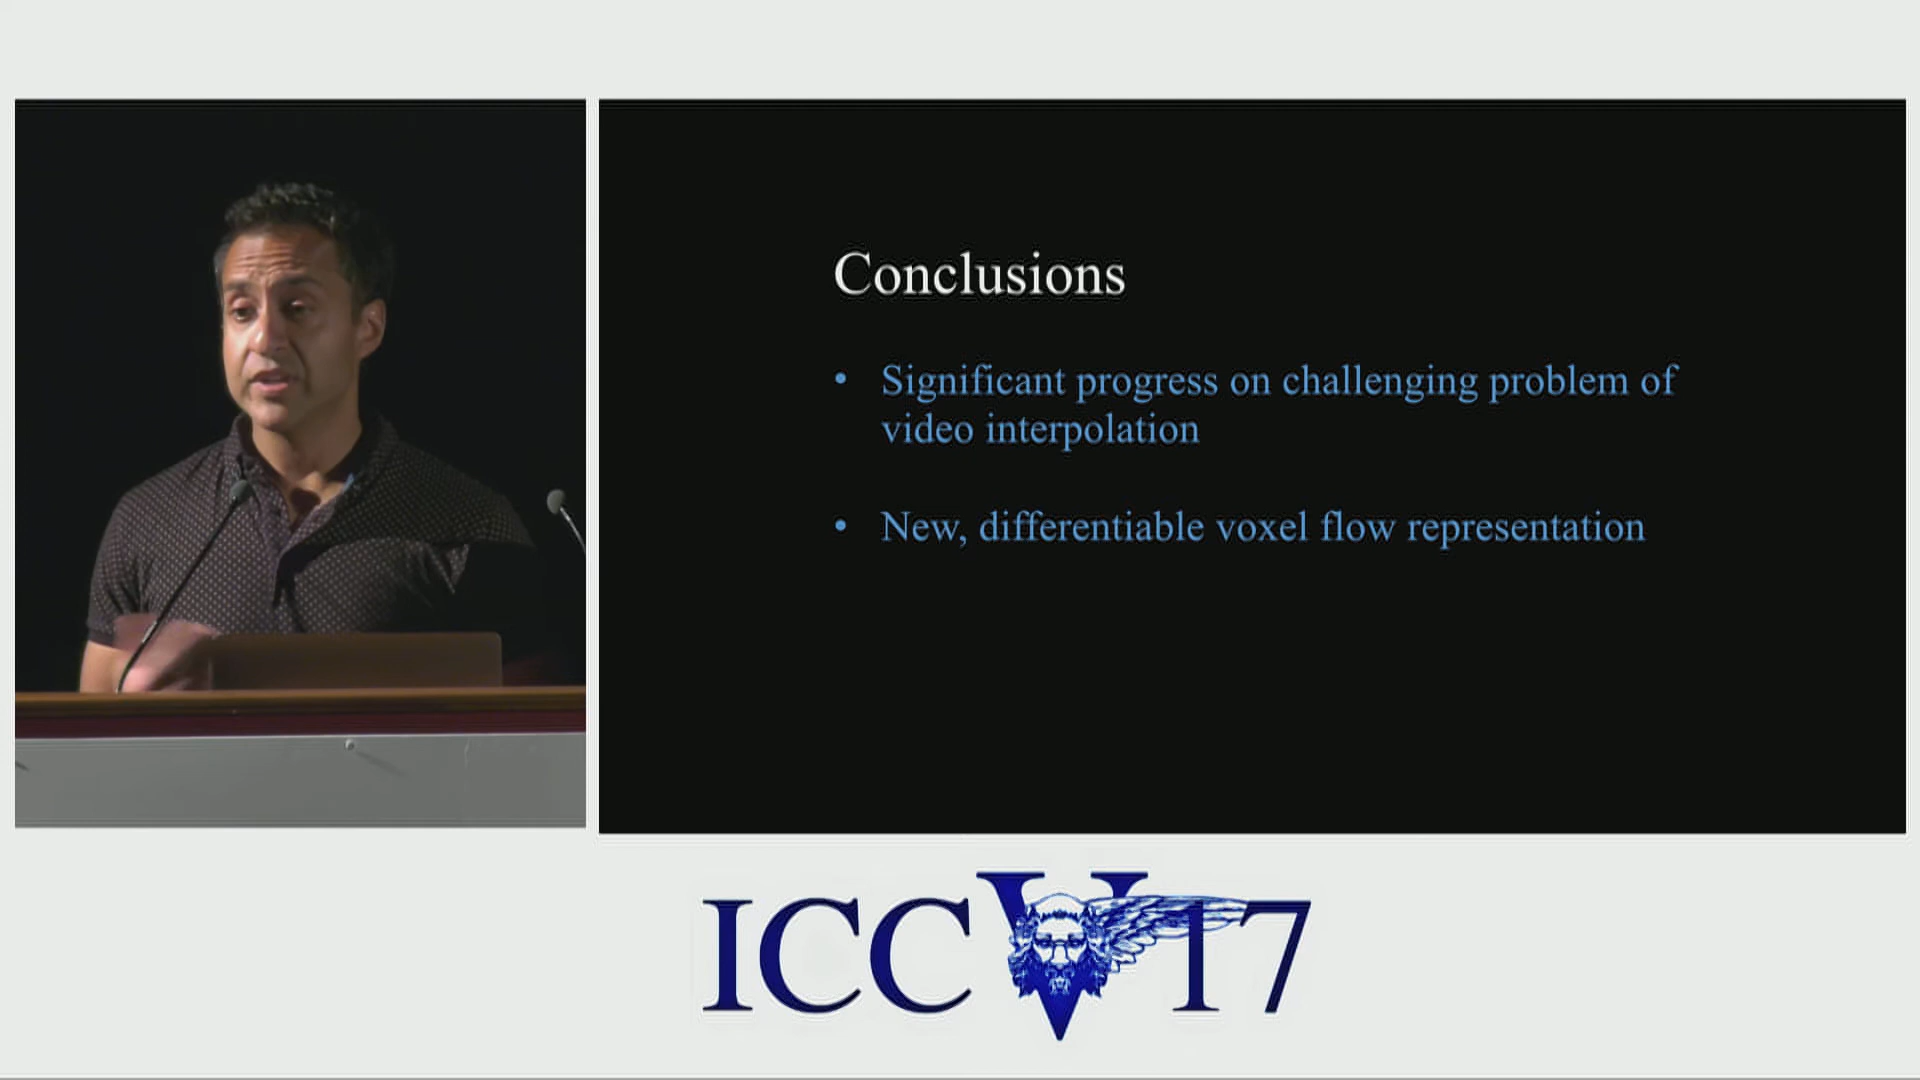 Conclusions
• Significant progress on challenging problem of
video interpolation
• New, differentiable voxel flow representation
ICCV17